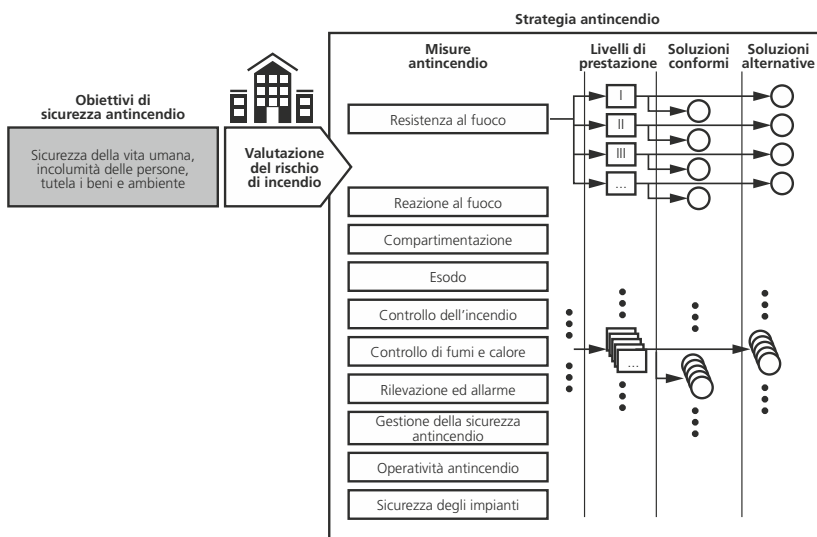 Strategia antincendio
Misure
antincendio
Livelli di
prestazione
Soluzioni
conformi
Soluzioni
alternative
Obiettivi di
sicurezza antincendio
Sicurezza della vita umana,
incolumità delle persone,
tutela i beni e ambiente
Valutazione
del rischio
di incendio
Resistenza al fuoco
I
II
III
...
Reazione al fuoco
Compartimentazione
Esodo
Controllo dell'incendio
Controllo di fumi e calore
...
Rilevazione ed allarme
Gestione della sicurezza
antincendio
Operatività antincendio
Sicurezza degli impianti